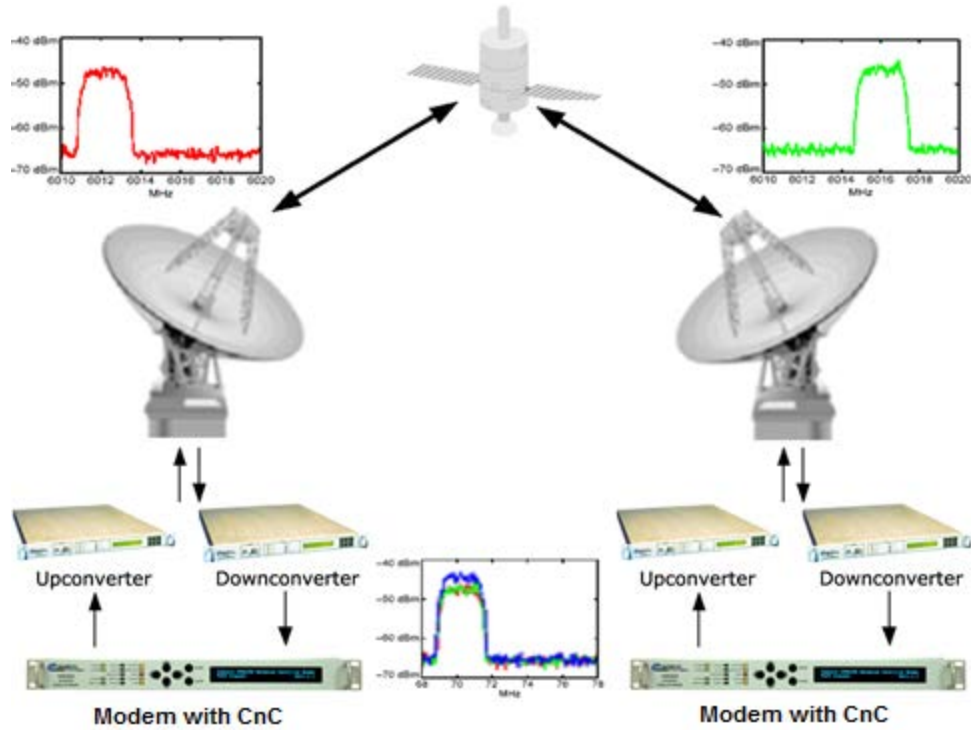 -40 dBm
-50 dBm
-60 dBm
-70 dBm
6010 6012 6014 6016 6018 6020
MHz
-40 dBm
-50 dBm
-60 dBm
-70 dBm
6010 6012 6014 6016 6018 6020
MHz
Upconverter
Downconverter
Upconverter
Downconverter
-40 dBm
-50 dBm
-60 dBm
-70 dBm
68 70 72 74 76 78
MHz
Modem with CnC
Modem with CnC